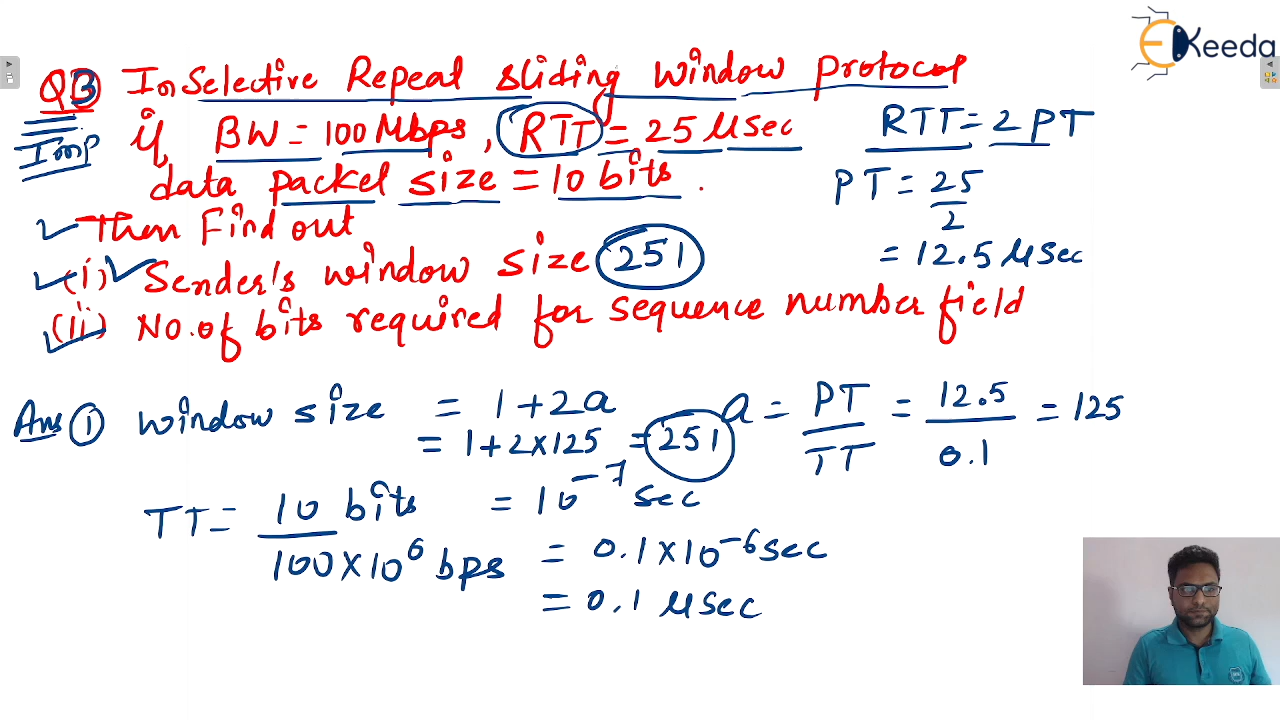 Keeda
Q3 In Selective Repeat sliding window protocol
Imp if BW = 100 Mbps, RTT = 25 μSec
data packet size = 10 bits.
Then Find out
(i) Sender's window size 251
(ii) No. of bits required for sequence number field
RTT = 2 PT
PT = 25
2
= 12.5 μSec
Ans ① window size = 1 + 2a
= 1 + 2 × 125 = 251
a = PT / TT = 12.5 / 0.1 = 125
TT = 10 bits / 100 × 10⁶ bps = 10⁻⁷ sec
= 0.1 × 10⁻⁶ sec
= 0.1 μsec